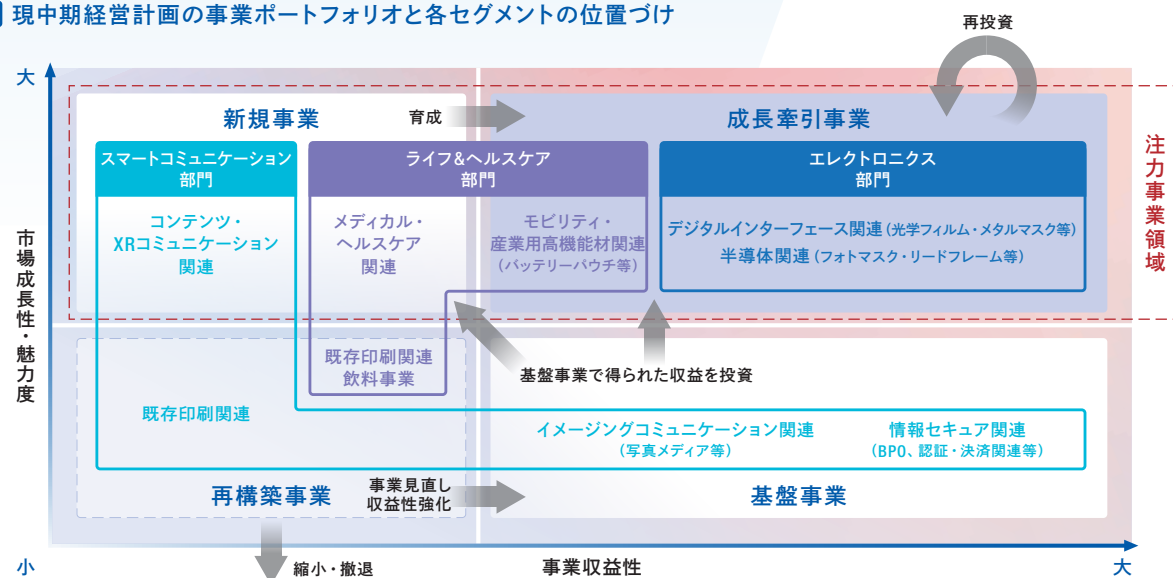 現中期経営計画の事業ポートフォリオと各セグメントの位置づけ
再投資
大
新規事業
育成
成長牽引事業
スマートコミュニケーション
部門
ライフ&ヘルスケア
部門
エレクトロニクス
部門
コンテンツ・
XRコミュニケーション
関連
メディカル・
ヘルスケア
関連
モビリティ・
産業用高機能材関連
(バッテリーパウチ等)
デジタルインターフェース関連(光学フィルム・メタルマスク等)
半導体関連(フォトマスク・リードフレーム等)
注力事業領域
市場成長性・魅力度
既存印刷関連
飲料事業
基盤事業で得られた収益を投資
既存印刷関連
イメージングコミュニケーション関連
(写真メディア等)
情報セキュア関連
(BPO、認証・決済関連等)
再構築事業
事業見直し
収益性強化
基盤事業
小
縮小・撤退
事業収益性
大